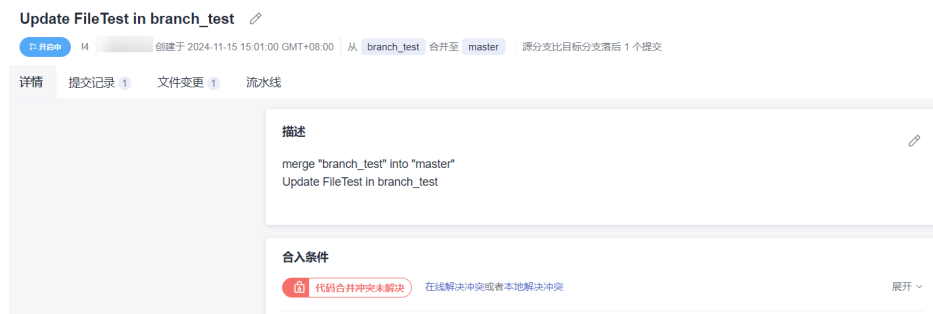 Update FileTest in branch_test
开启中 !4 创建于 2024-11-15 15:01:00 GMT+08:00 从 branch_test 合并至 master 源分支比目标分支落后 1 个提交
详情 提交记录 1 文件变更 1 流水线
描述
merge "branch_test" into "master"
Update FileTest in branch_test
合入条件
代码合并冲突未解决 在线解决冲突或者本地解决冲突 展开